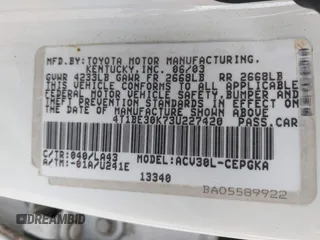 MFD.BY:TOYOTA MOTOR MANUFACTURING,
KENTUCKY,INC. 06/03
GVWR 4233LB GAWR FR 2668LB RR 2668LB
THIS VEHICLE CONFORMS TO ALL APPLICABLE
FEDERAL MOTOR VEHICLE SAFETY, BUMPER, AND
THEFT PREVENTION STANDARDS IN EFFECT ON
THE DATE OF MANUFACTURE SHOWN ABOVE.
4T1BE30K73U227420 PASS.CAR
C/TR:040/LA43 MODEL:ACV30L-CEPGKA
A/TM:-01A/U241E
13340
BA05589922